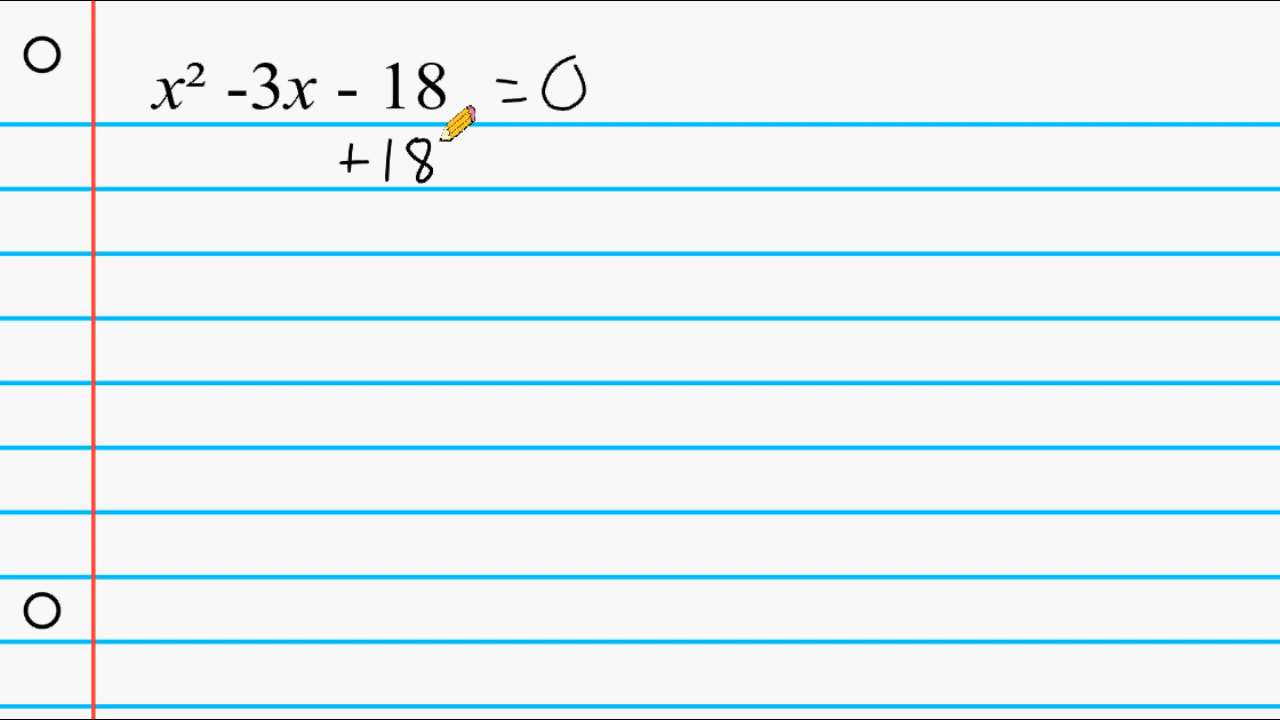 x² -3x - 18 = 0
+18